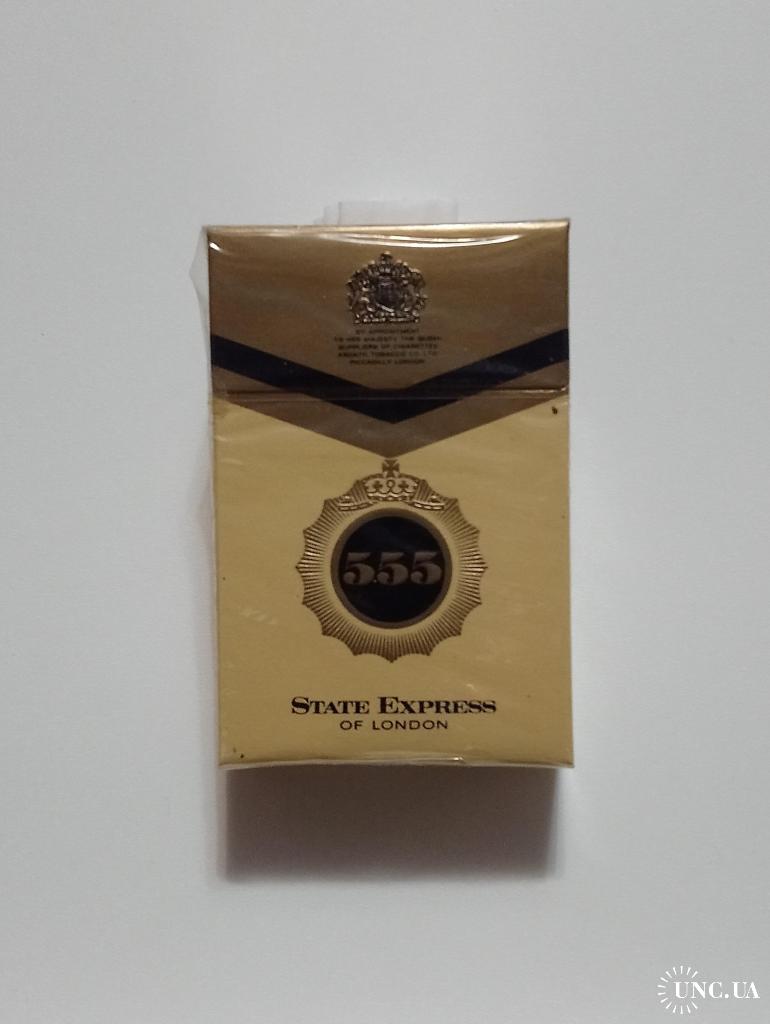 BY APPOINTMENT
TO HER MAJESTY THE QUEEN
SUPPLIERS OF CIGARETTES
ARDATH TOBACCO CO. LTD
PICCADILLY LONDON
555
STATE EXPRESS
OF LONDON
UNC.UA